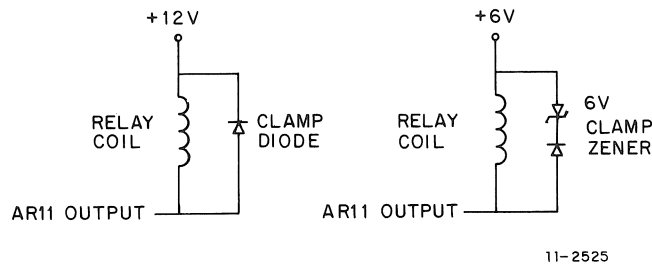 +12V
RELAY
COIL
CLAMP
DIODE
AR11 OUTPUT
+6V
RELAY
COIL
6V
CLAMP
ZENER
AR11 OUTPUT
11-2525